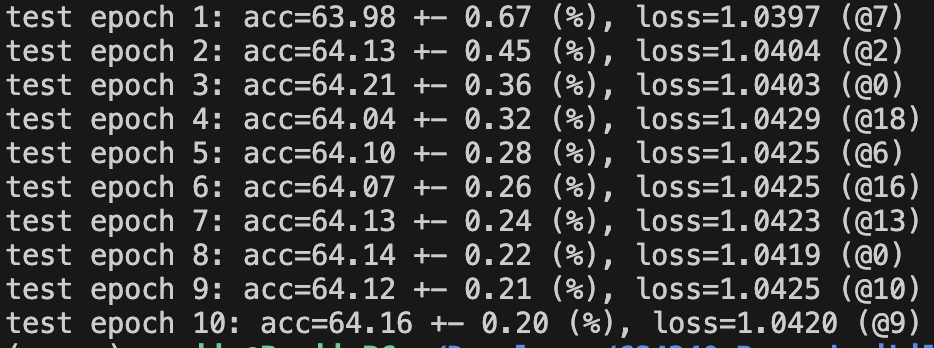 test epoch 1: acc=63.98 +- 0.67 (%), loss=1.0397 (@7)
test epoch 2: acc=64.13 +- 0.45 (%), loss=1.0404 (@2)
test epoch 3: acc=64.21 +- 0.36 (%), loss=1.0403 (@0)
test epoch 4: acc=64.04 +- 0.32 (%), loss=1.0429 (@18)
test epoch 5: acc=64.10 +- 0.28 (%), loss=1.0425 (@6)
test epoch 6: acc=64.07 +- 0.26 (%), loss=1.0425 (@16)
test epoch 7: acc=64.13 +- 0.24 (%), loss=1.0423 (@13)
test epoch 8: acc=64.14 +- 0.22 (%), loss=1.0419 (@0)
test epoch 9: acc=64.12 +- 0.21 (%), loss=1.0425 (@10)
test epoch 10: acc=64.16 +- 0.20 (%), loss=1.0420 (@9)